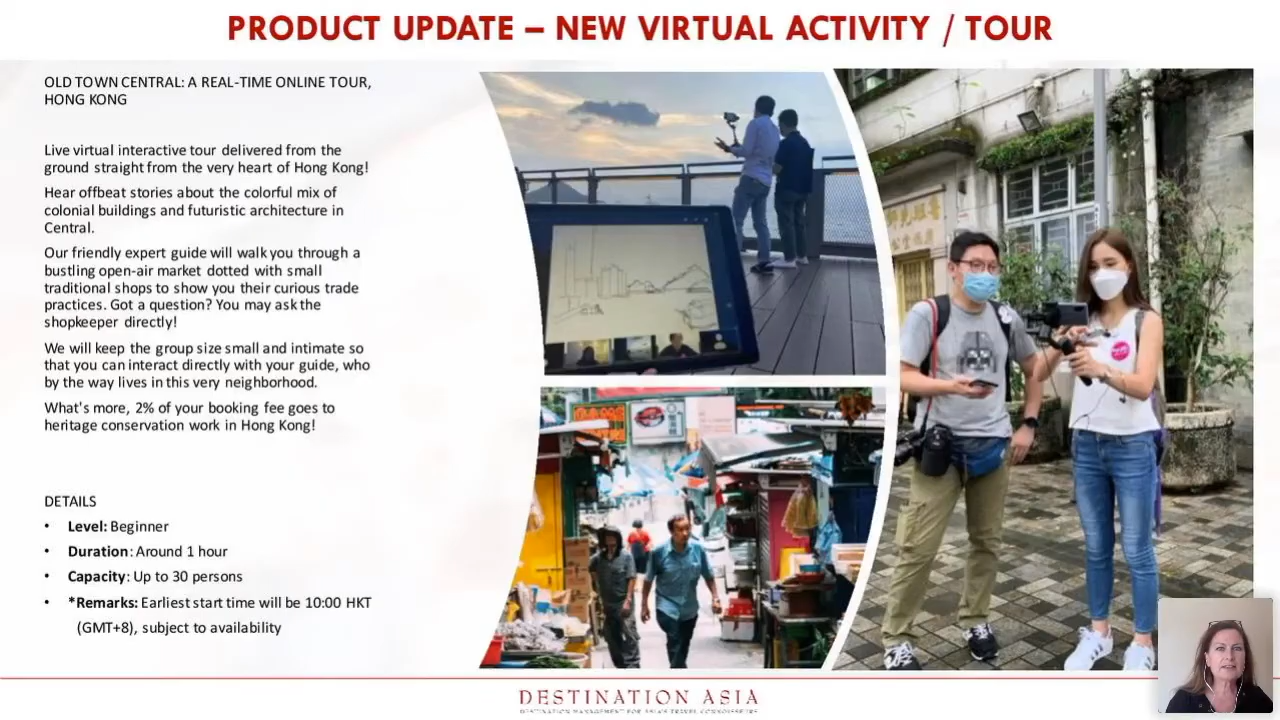 PRODUCT UPDATE – NEW VIRTUAL ACTIVITY / TOUR
OLD TOWN CENTRAL: A REAL-TIME ONLINE TOUR,
HONG KONG
Live virtual interactive tour delivered from the
ground straight from the very heart of Hong Kong!
Hear offbeat stories about the colorful mix of
colonial buildings and futuristic architecture in
Central.
Our friendly expert guide will walk you through a
bustling open-air market dotted with small
traditional shops to show you their curious trade
practices. Got a question? You may ask the
shopkeeper directly!
We will keep the group size small and intimate so
that you can interact directly with your guide, who
by the way lives in this very neighborhood.
What's more, 2% of your booking fee goes to
heritage conservation work in Hong Kong!
DETAILS
• Level: Beginner
• Duration: Around 1 hour
• Capacity: Up to 30 persons
• *Remarks: Earliest start time will be 10:00 HKT
(GMT+8), subject to availability
DESTINATION ASIA
DESTINATION MANAGEMENT FOR ASIA'S TRAVEL CONNOISSEURS